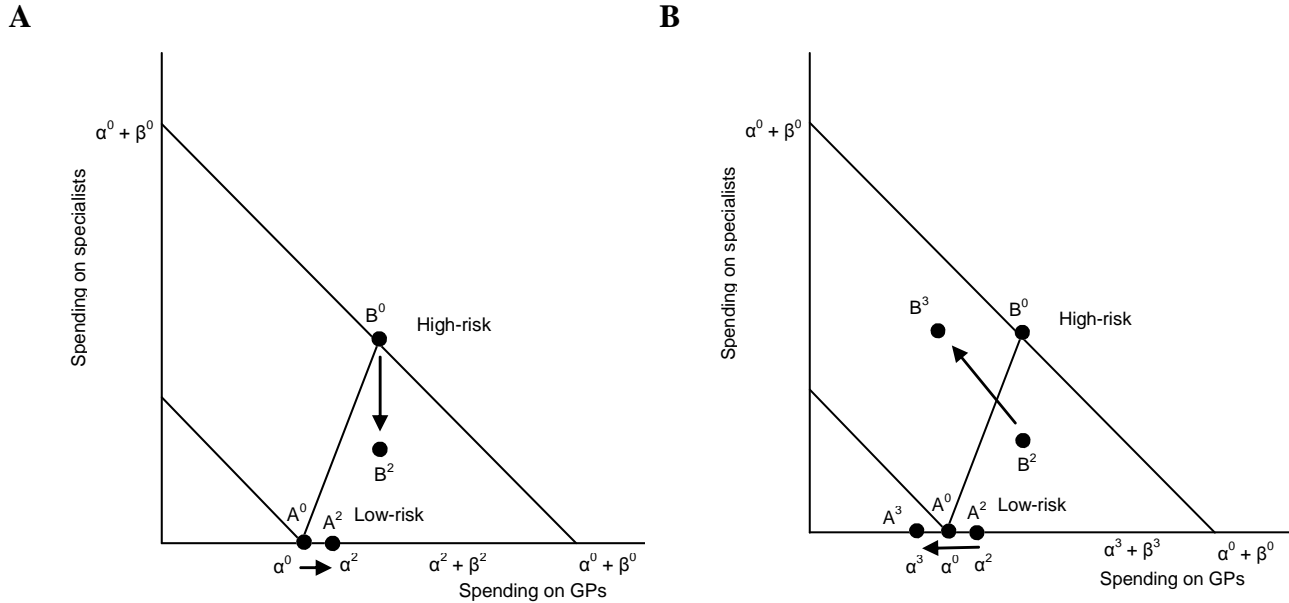 A
α⁰ + β⁰
Spending on specialists
B⁰
High-risk
B²
A⁰
A²
Low-risk
α⁰
α²
α² + β²
α⁰ + β⁰
Spending on GPs
B
α⁰ + β⁰
Spending on specialists
B³
B⁰
High-risk
B²
A³
A⁰
A²
Low-risk
α³
α⁰
α²
α³ + β³
α⁰ + β⁰
Spending on GPs